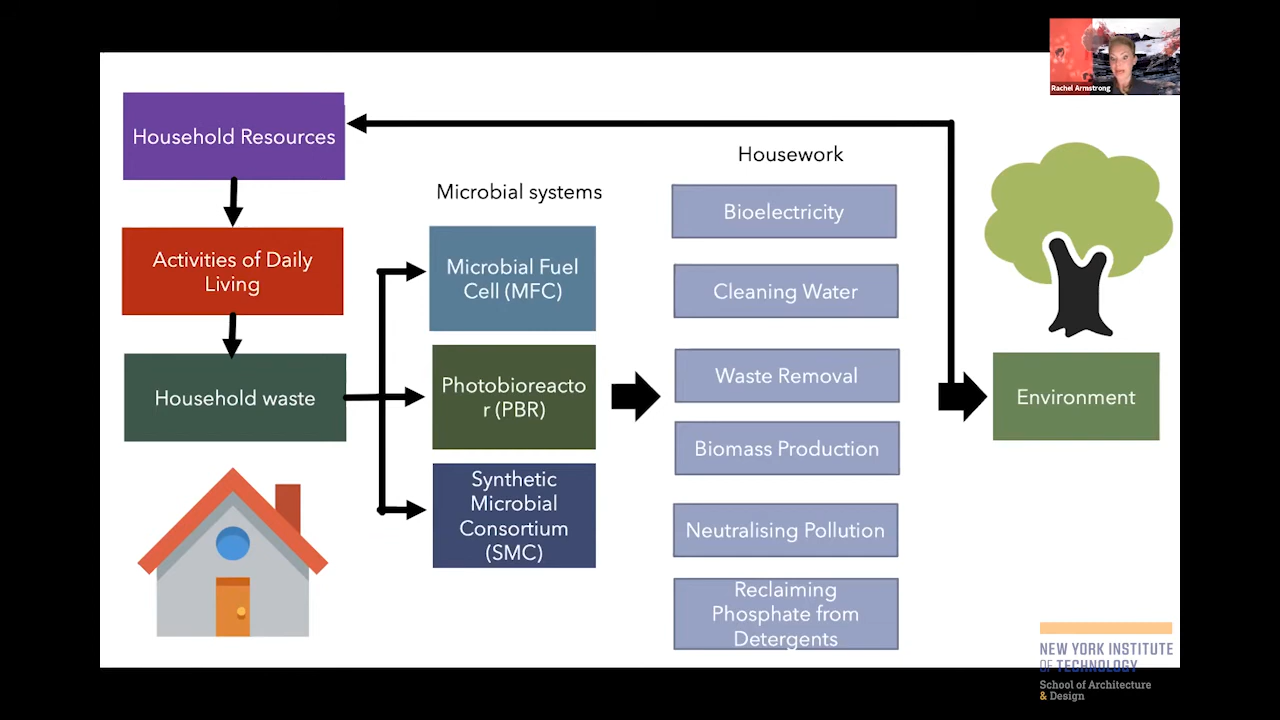 Rachel Armstrong
Household Resources
Activities of Daily
Living
Household waste
Microbial systems
Microbial Fuel
Cell (MFC)
Photobioreacto
r (PBR)
Synthetic
Microbial
Consortium
(SMC)
Housework
Bioelectricity
Cleaning Water
Waste Removal
Biomass Production
Neutralising Pollution
Reclaiming
Phosphate from
Detergents
Environment
NEW YORK INSTITUTE
OF TECHNOLOGY
School of Architecture
& Design